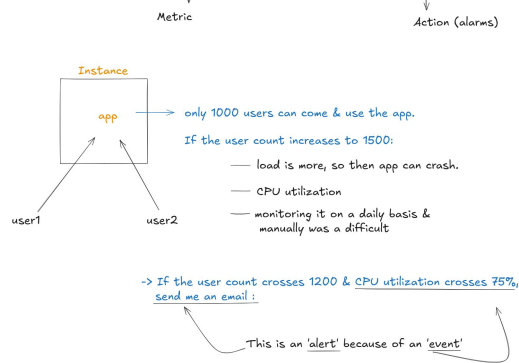 Metric
Action (alarms)
Instance
app
only 1000 users can come & use the app.
If the user count increases to 1500:
load is more, so then app can crash.
CPU utilization
monitoring it on a daily basis &
manually was a difficult
user1
user2
-> If the user count crosses 1200 & CPU utilization crosses 75%,
send me an email :
This is an 'alert' because of an 'event'